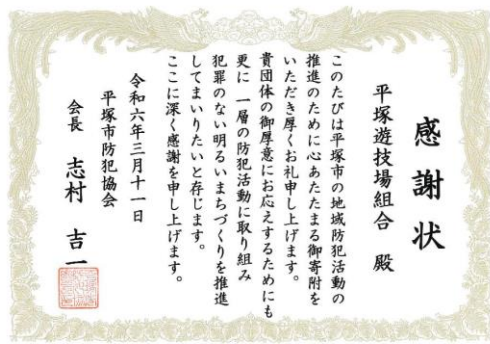 感謝状
平塚遊技場組合 殿
このたびは平塚市の地域防犯活動の
推進のために心あたたまる御寄附を
いただき厚くお礼申し上げます。
貴団体の御厚意にお応えするためにも
更に 一層の防犯活動に取り組み
犯罪のない明るいまちづくりを推進
してまいりたいと存じます。
ここに深く感謝を申し上げます。
令和六年三月十一日
平塚市防犯協会
会長 志村 吉一